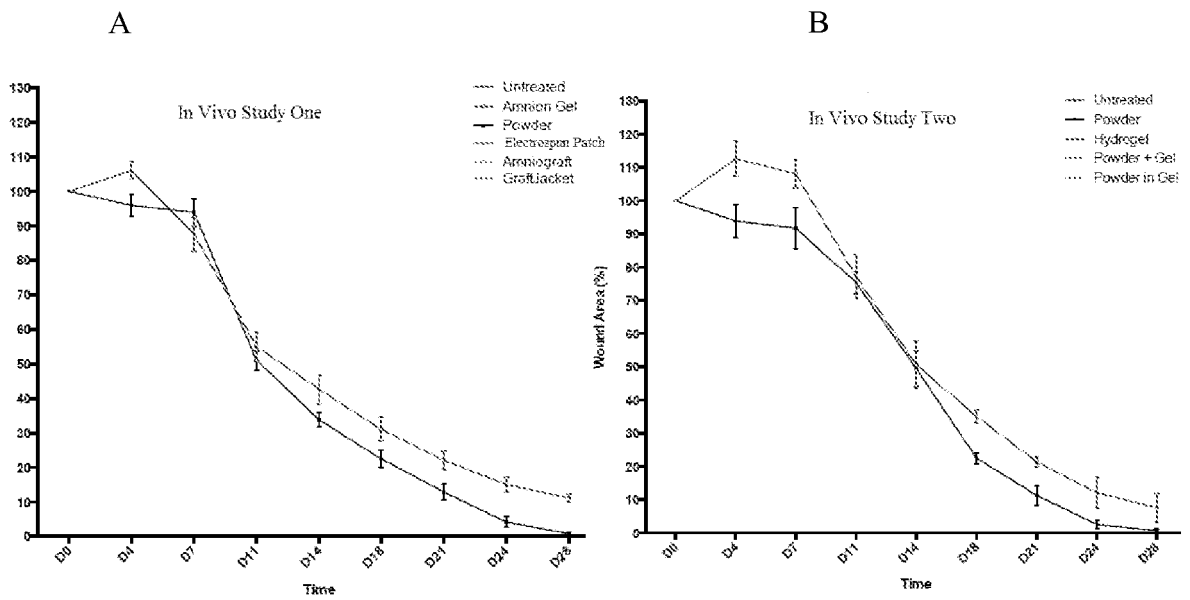 A
B
In Vivo Study One
Untreated
Amnion Gel
Powder
Electrospun Patch
Amniograft
GraftJacket
130
120
110
100
90
80
70
60
50
40
30
20
10
0
D0 D4 D7 D11 D14 D18 D21 D24 D28
Time
In Vivo Study Two
Untreated
Powder
Hydrogel
Powder + Gel
Powder in Gel
Wound Area (%)
130
120
110
100
90
80
70
60
50
40
30
20
10
0
D0 D4 D7 D11 D14 D18 D21 D24 D28
Time